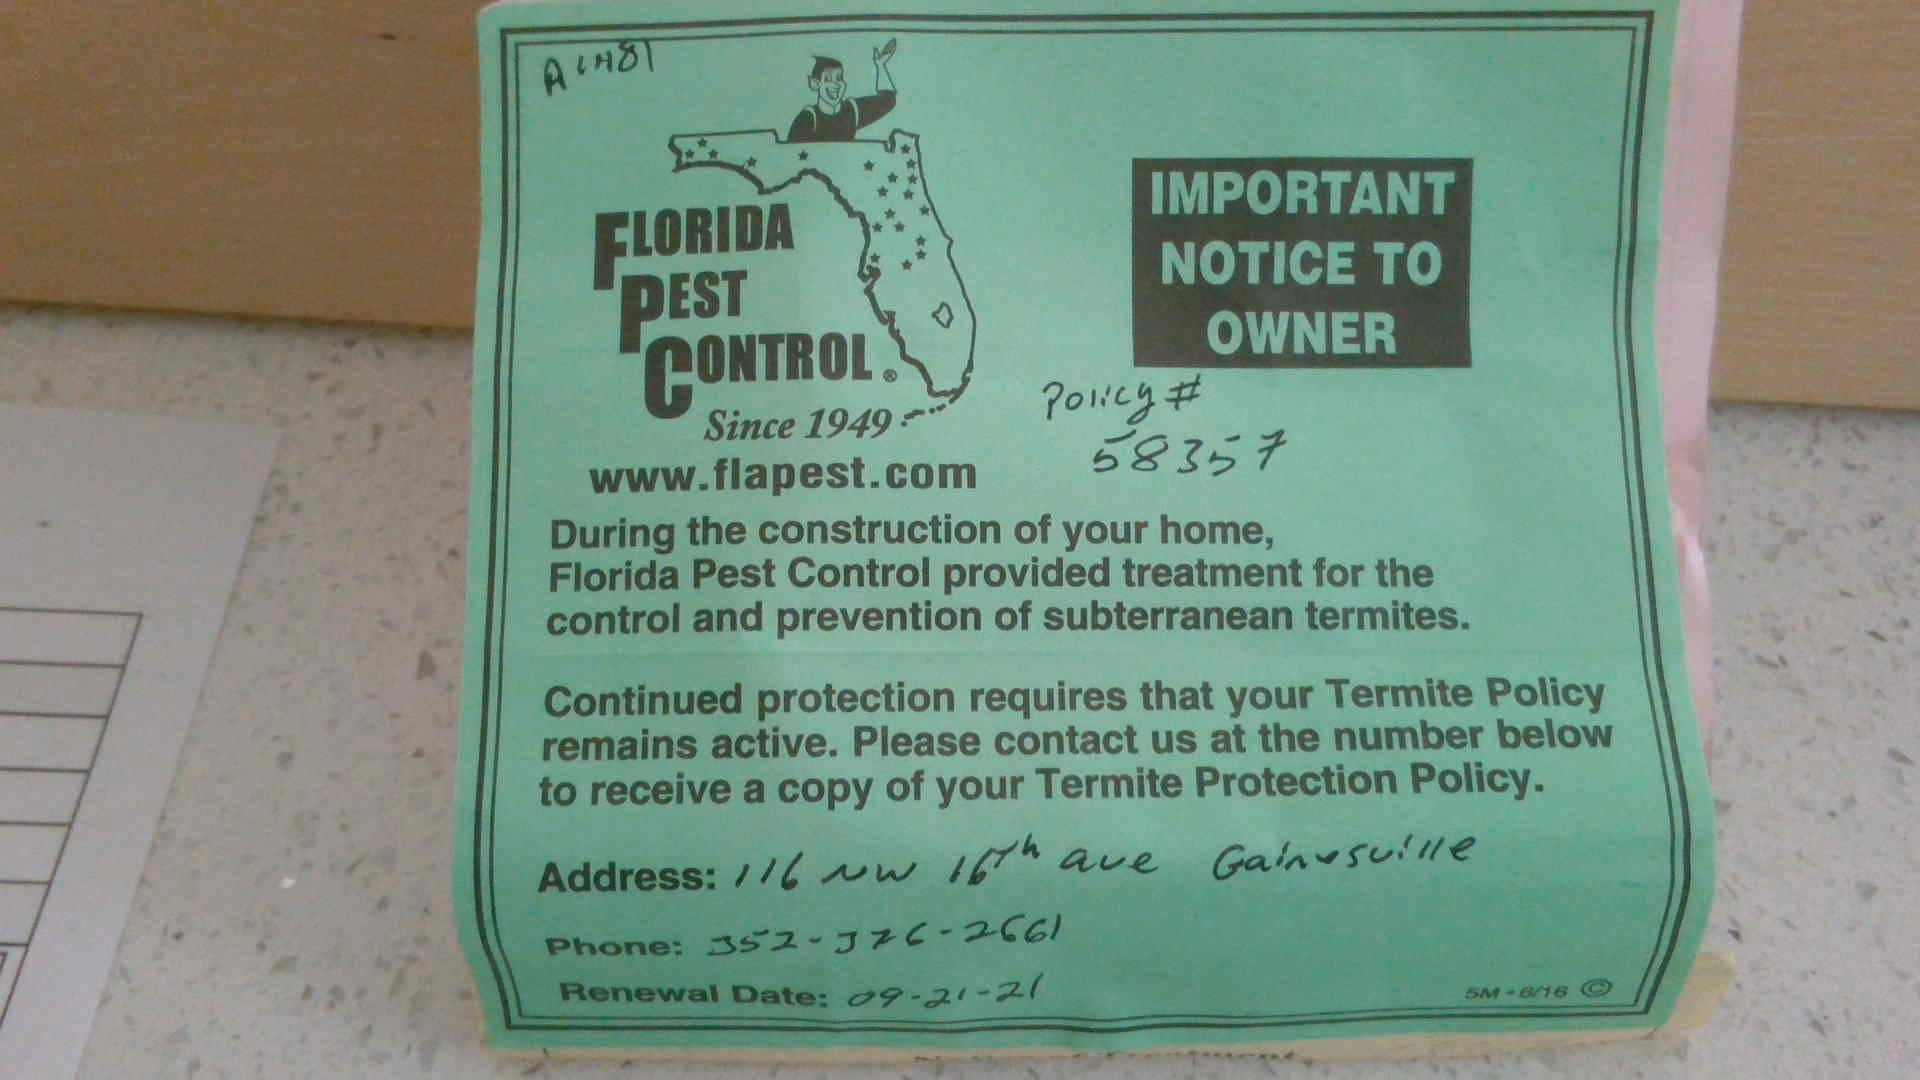 IMPORTANT
NOTICE TO
OWNER
FLORIDA
PEST
CONTROL®
Since 1949
www.flapest.com
Policy #
58357
During the construction of your home,
Florida Pest Control provided treatment for the
control and prevention of subterranean termites.
Continued protection requires that your Termite Policy
remains active. Please contact us at the number below
to receive a copy of your Termite Protection Policy.
Address: 116 NW 16th ave Gainesville
Phone: 352-376-2661
Renewal Date: 09-21-21
5M - 6/16 ©